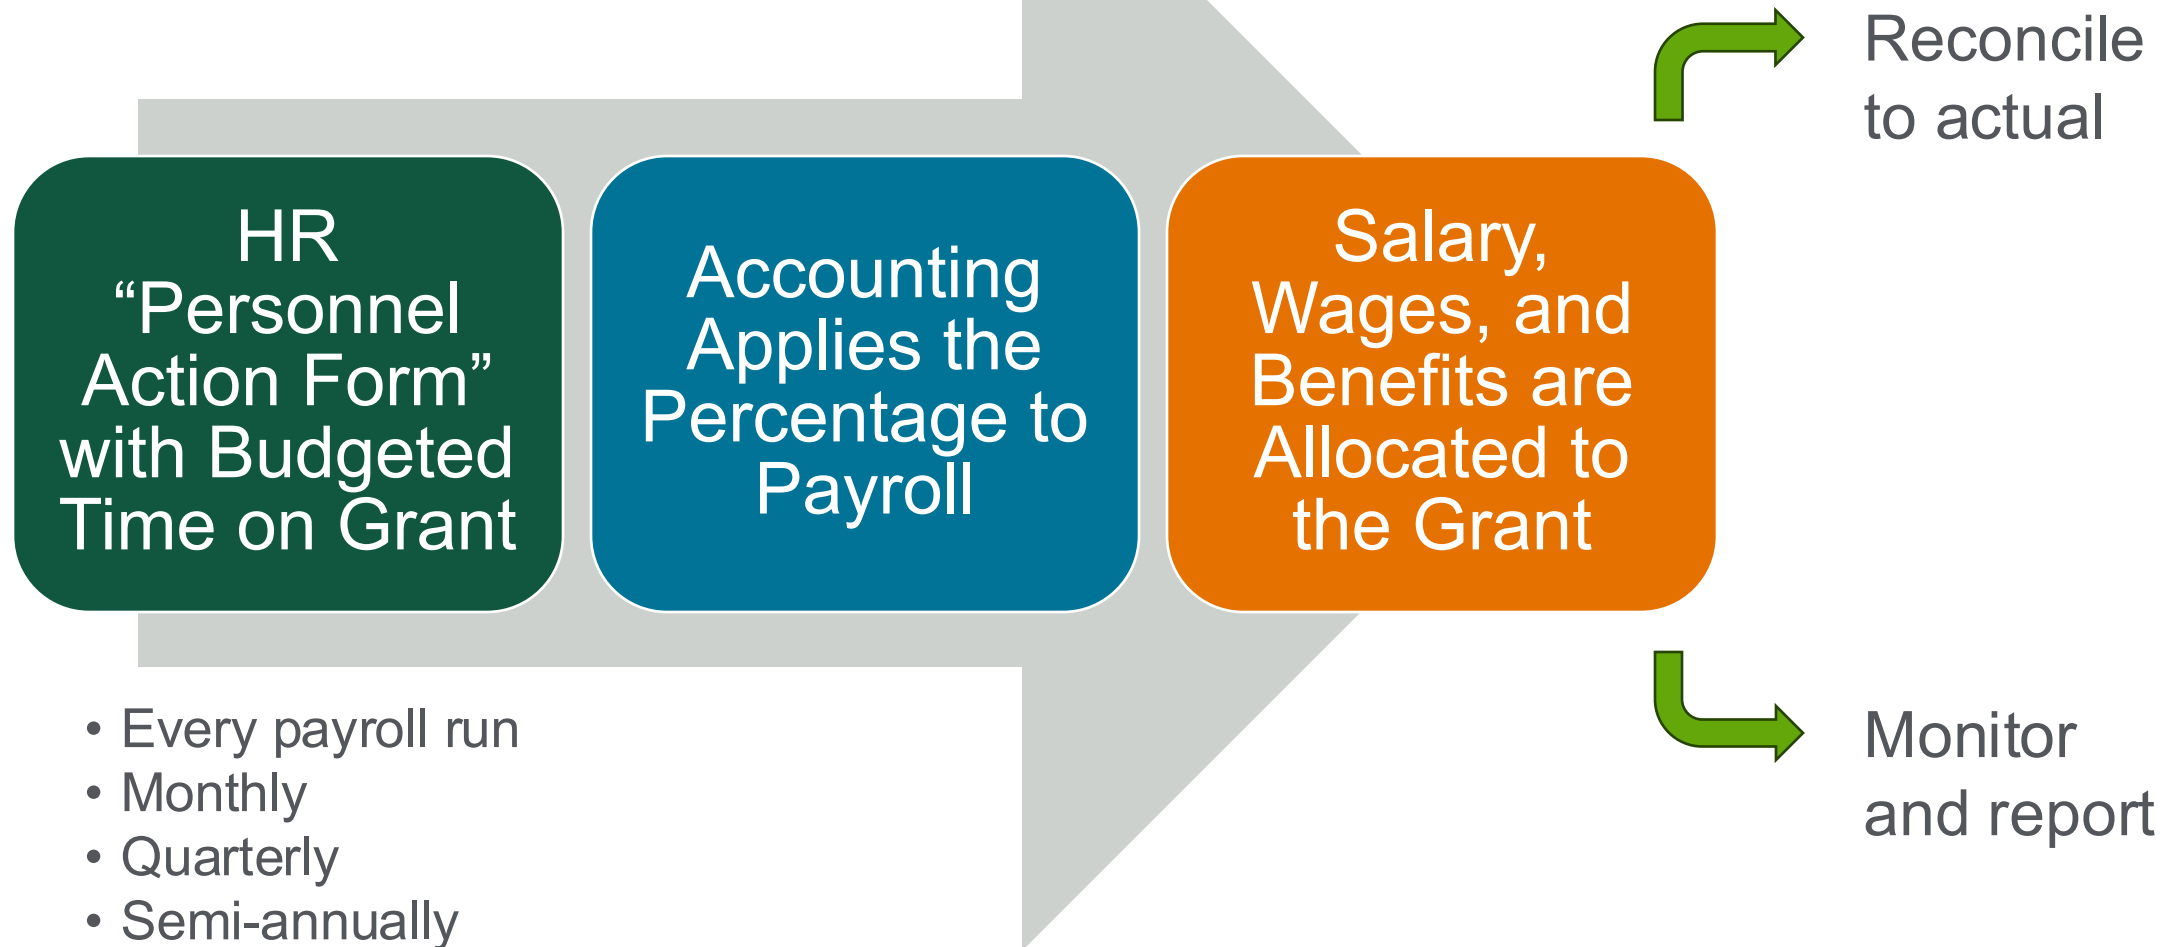 HR
“Personnel
Action Form”
with Budgeted
Time on Grant
Accounting
Applies the
Percentage to
Payroll
Salary,
Wages, and
Benefits are
Allocated to
the Grant
Reconcile
to actual
Monitor
and report
• Every payroll run
• Monthly
• Quarterly
• Semi-annually